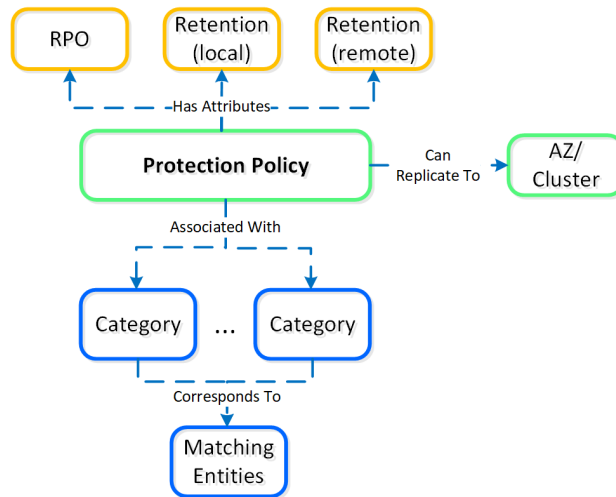 RPO
Retention
(local)
Retention
(remote)
Has Attributes
Protection Policy
Can
Replicate To
AZ/
Cluster
Associated With
Category
...
Category
Corresponds To
Matching
Entities